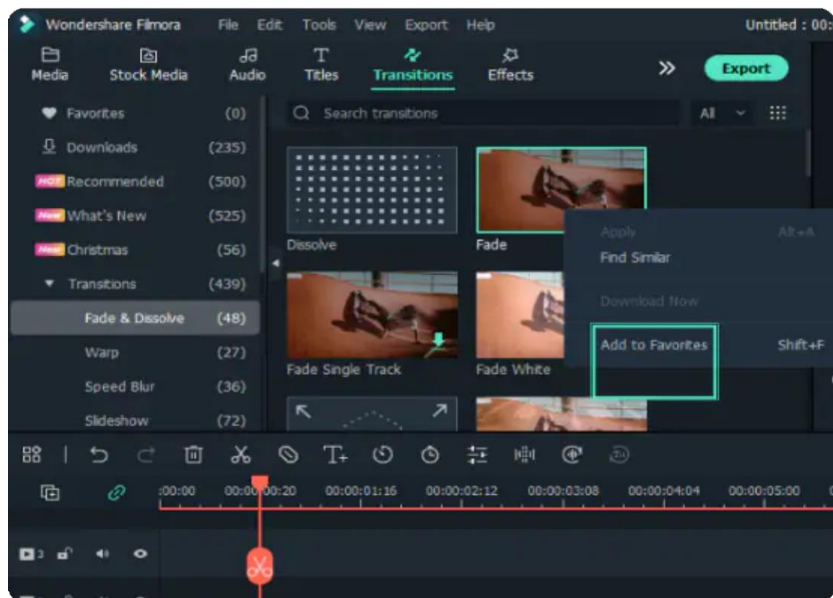 Wondershare Filmora File Edit Tools View Export Help Untitled : 00:
Media Stock Media Audio Titles Transitions Effects Export
Favorites (0) Search transitions All
Downloads (235)
HOT Recommended (500)
New What's New (525)
New Christmas (56)
Transitions (439)
Fade & Dissolve (48)
Warp (27)
Speed Blur (36)
Slideshow (72)
Dissolve
Fade
Fade Single Track
Fade White
Apply Alt+A
Find Similar
Download Now
Add to Favorites Shift+F
:00:00 00:00:00:20 00:00:01:16 00:00:02:12 00:00:03:08 00:00:04:04 00:00:05:00
3